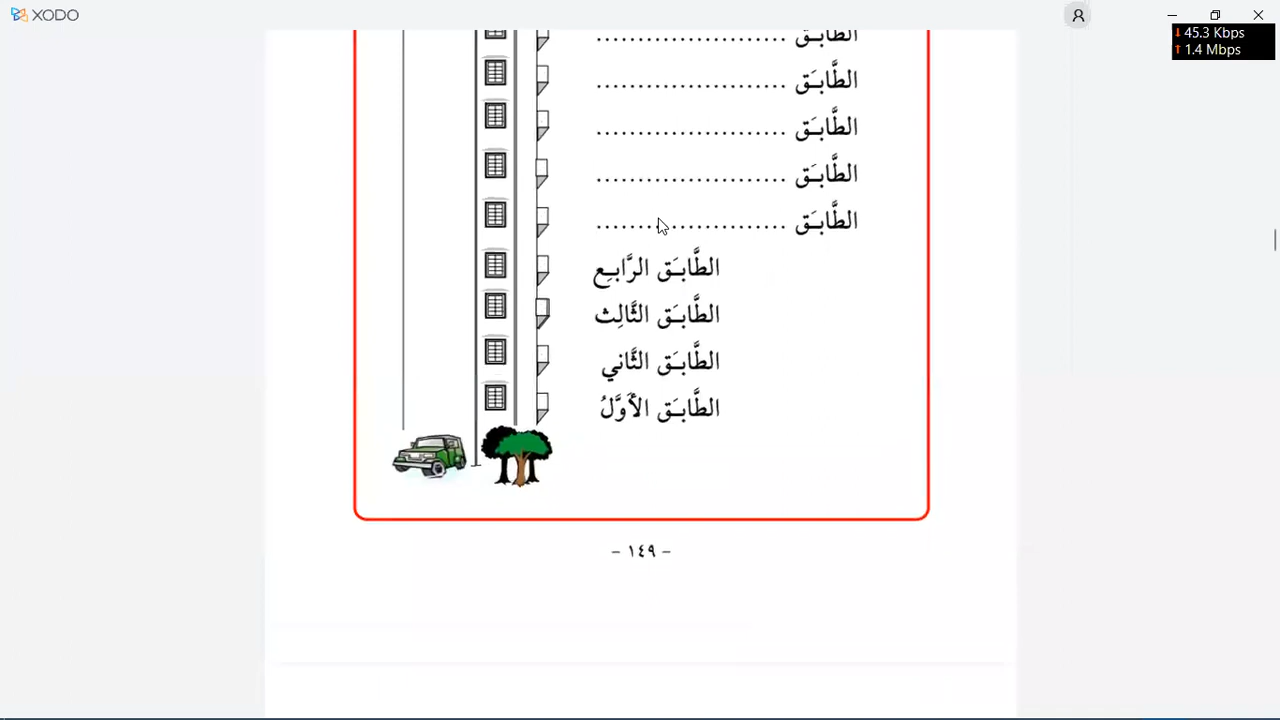 XODO
45.3 Kbps
1.4 Mbps
الطَّابَق ........................
الطَّابَق ........................
الطَّابَق ........................
الطَّابَق ........................
الطَّابَق ........................
الطَّابَق الرَّابِع
الطَّابَق الثَّالِث
الطَّابَق الثَّاني
الطَّابَق الأَوَّلُ
- ١٤٩ -